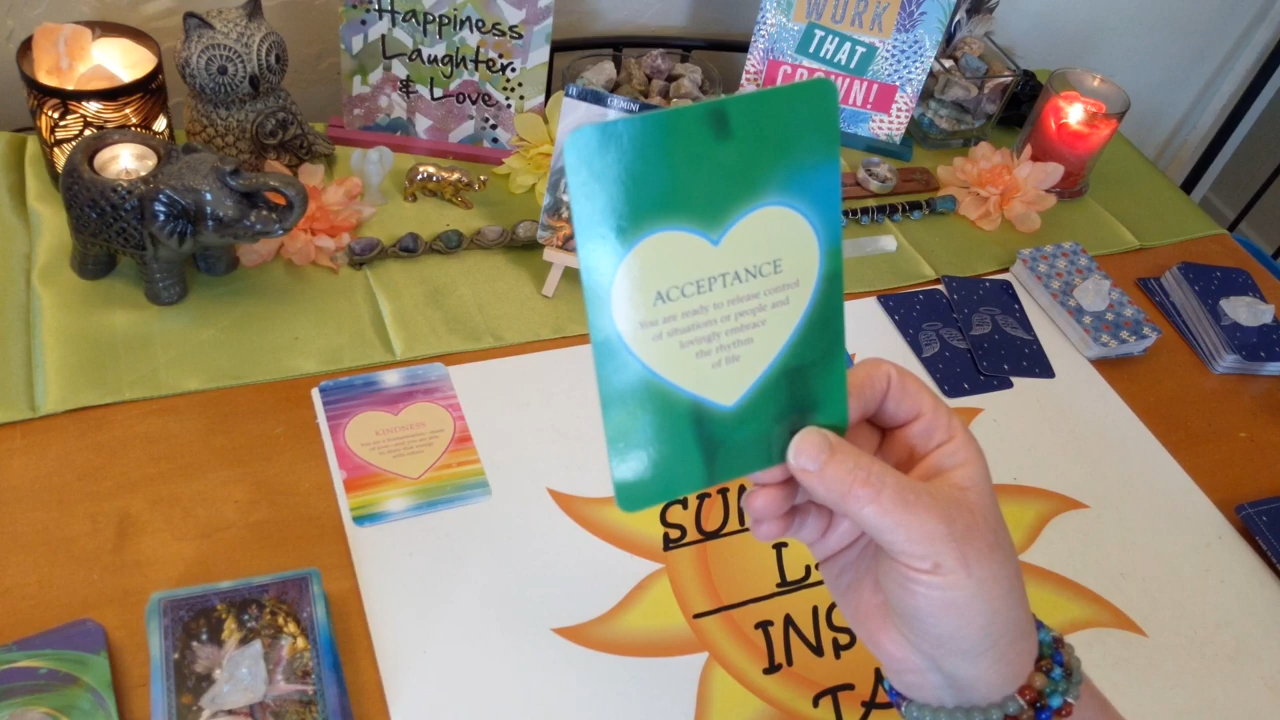 Happiness
Laughter
& Love
WORK
THAT
CROWN!
GEMINI
ACCEPTANCE
You are ready to release control
of situations or people and
lovingly embrace
the rhythm
of life
KINDNESS
SUN
L
INS
TA